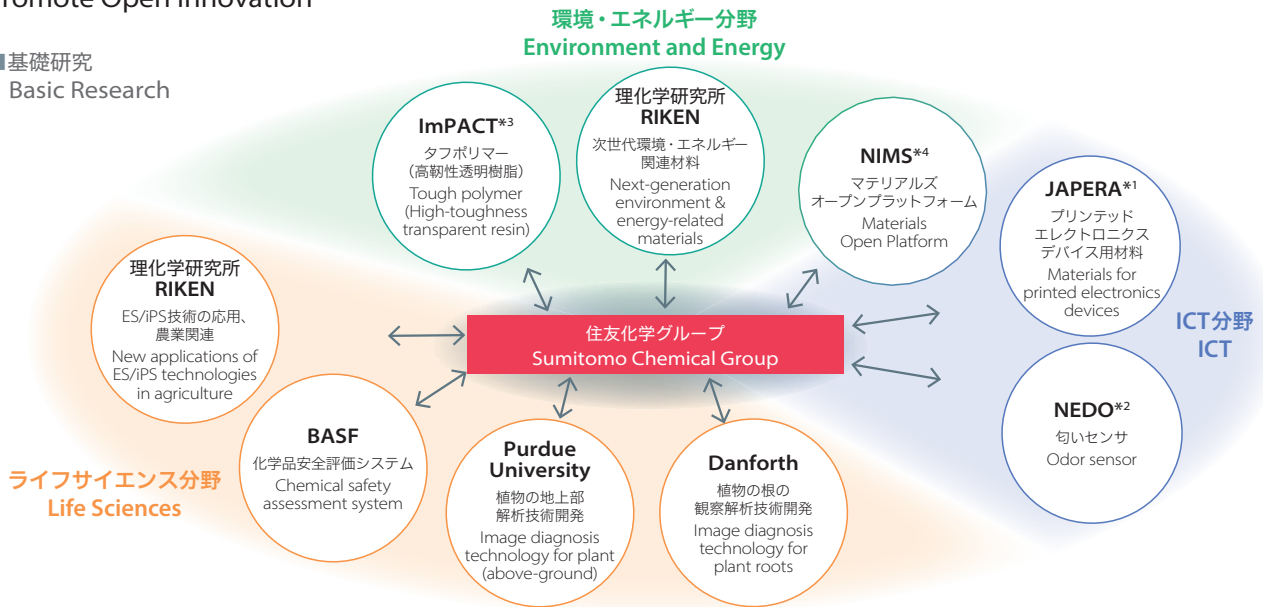 romote Open Innovation
基礎研究
Basic Research
環境・エネルギー分野
Environment and Energy
ImPACT*3
タフポリマー
（高靭性透明樹脂）
Tough polymer
(High-toughness
transparent resin)
理化学研究所
RIKEN
次世代環境・エネルギー
関連材料
Next-generation
environment &
energy-related
materials
NIMS*4
マテリアルズ
オープンプラットフォーム
Materials
Open Platform
JAPERA*1
プリンテッド
エレクトロニクス
デバイス用材料
Materials for
printed electronics
devices
ICT分野
ICT
NEDO*2
匂いセンサ
Odor sensor
住友化学グループ
Sumitomo Chemical Group
理化学研究所
RIKEN
ES/iPS技術の応用、
農業関連
New applications of
ES/iPS technologies
in agriculture
BASF
化学品安全評価システム
Chemical safety
assessment system
Purdue
University
植物の地上部
解析技術開発
Image diagnosis
technology for plant
(above-ground)
Danforth
植物の根の
観察解析技術開発
Image diagnosis
technology for
plant roots
ライフサイエンス分野
Life Sciences